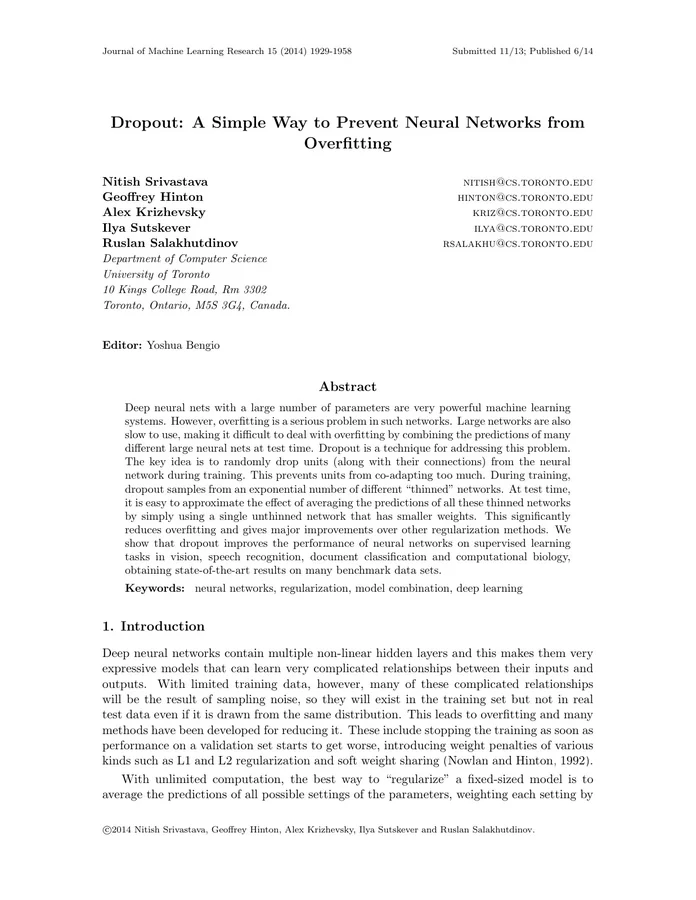 Journal of Machine Learning Research 15 (2014) 1929-1958 Submitted 11/13; Published 6/14
Dropout: A Simple Way to Prevent Neural Networks from
Overfitting
Nitish Srivastava nitish@cs.toronto.edu
Geoffrey Hinton hinton@cs.toronto.edu
Alex Krizhevsky kriz@cs.toronto.edu
Ilya Sutskever ilya@cs.toronto.edu
Ruslan Salakhutdinov rsalakhu@cs.toronto.edu
Department of Computer Science
University of Toronto
10 Kings College Road, Rm 3302
Toronto, Ontario, M5S 3G4, Canada.
Editor: Yoshua Bengio
Abstract
Deep neural nets with a large number of parameters are very powerful machine learning
systems. However, overfitting is a serious problem in such networks. Large networks are also
slow to use, making it difficult to deal with overfitting by combining the predictions of many
different large neural nets at test time. Dropout is a technique for addressing this problem.
The key idea is to randomly drop units (along with their connections) from the neural
network during training. This prevents units from co-adapting too much. During training,
dropout samples from an exponential number of different “thinned” networks. At test time,
it is easy to approximate the effect of averaging the predictions of all these thinned networks
by simply using a single unthinned network that has smaller weights. This significantly
reduces overfitting and gives major improvements over other regularization methods. We
show that dropout improves the performance of neural networks on supervised learning
tasks in vision, speech recognition, document classification and computational biology,
obtaining state-of-the-art results on many benchmark data sets.
Keywords: neural networks, regularization, model combination, deep learning
1. Introduction
Deep neural networks contain multiple non-linear hidden layers and this makes them very
expressive models that can learn very complicated relationships between their inputs and
outputs. With limited training data, however, many of these complicated relationships
will be the result of sampling noise, so they will exist in the training set but not in real
test data even if it is drawn from the same distribution. This leads to overfitting and many
methods have been developed for reducing it. These include stopping the training as soon as
performance on a validation set starts to get worse, introducing weight penalties of various
kinds such as L1 and L2 regularization and soft weight sharing (Nowlan and Hinton, 1992).
With unlimited computation, the best way to “regularize” a fixed-sized model is to
average the predictions of all possible settings of the parameters, weighting each setting by
©2014 Nitish Srivastava, Geoffrey Hinton, Alex Krizhevsky, Ilya Sutskever and Ruslan Salakhutdinov.